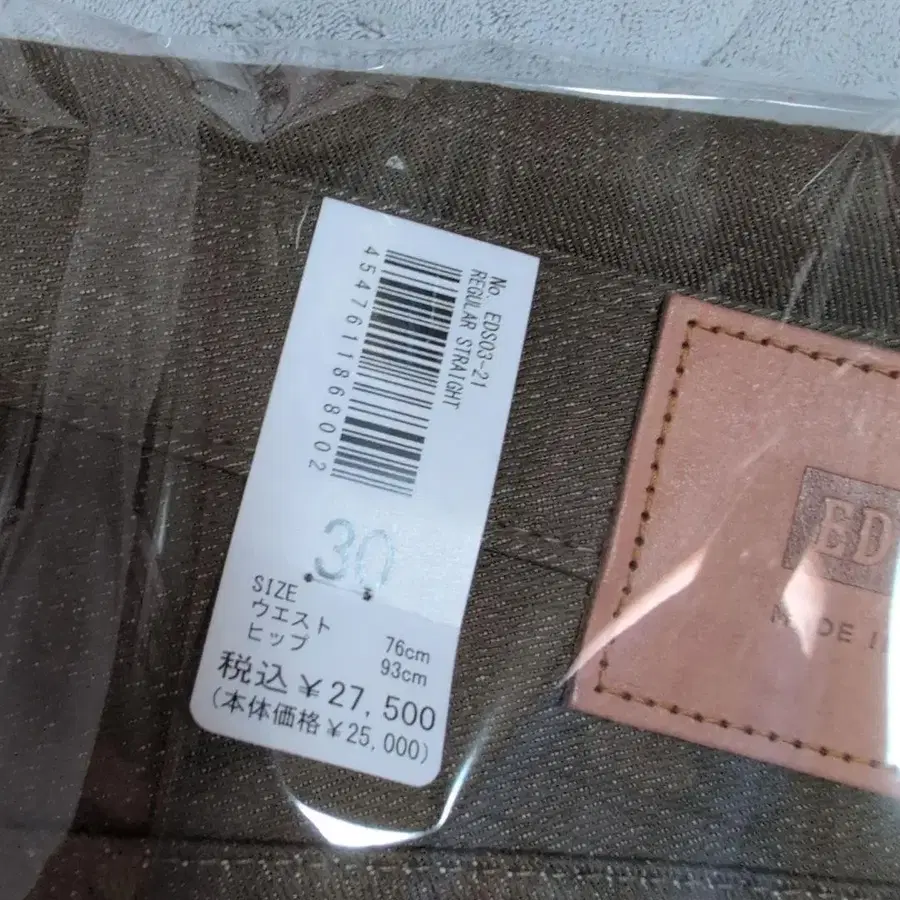 No. EDS03-21
REGULAR STRAIGHT
4547611868002
30
SIZE
ウエスト 76cm
ヒップ 93cm
税込¥27,500
(本体価格¥25,000)
ED
MADE I